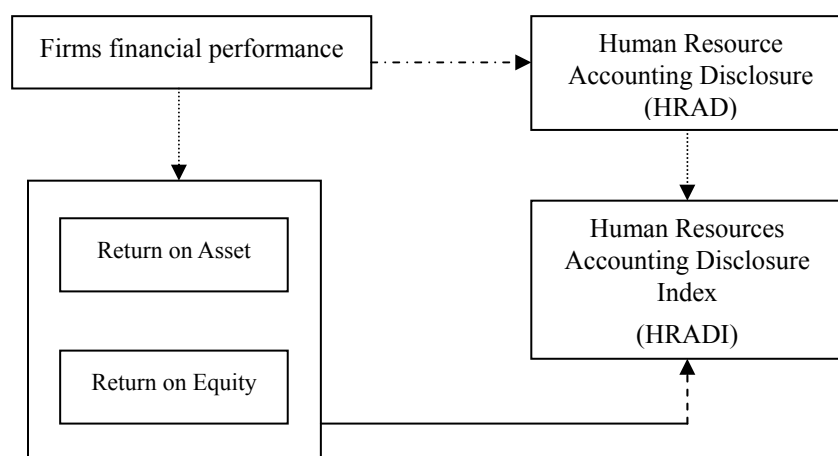 Firms financial performance
Human Resource
Accounting Disclosure
(HRAD)
Return on Asset
Return on Equity
Human Resources
Accounting Disclosure
Index
(HRADI)